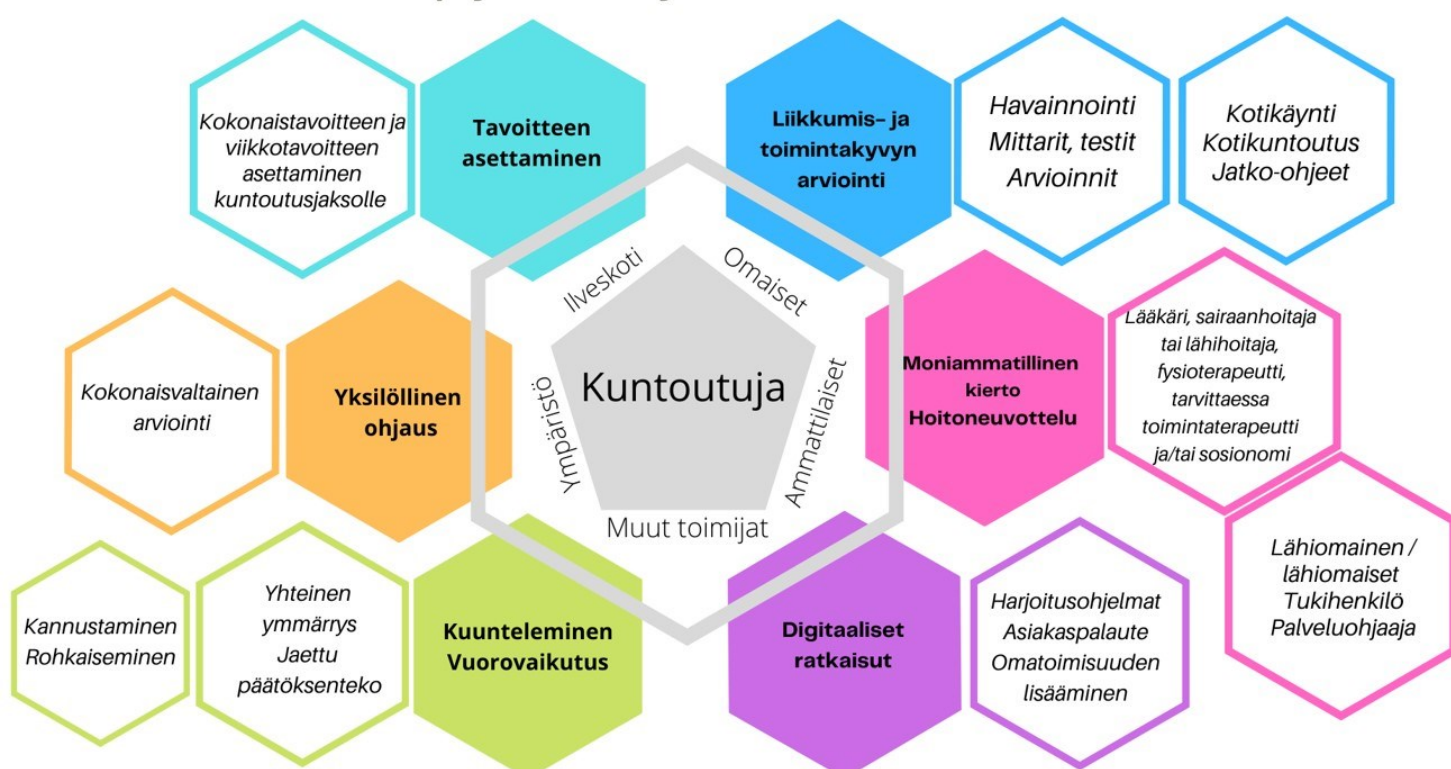 Kokonaistavoitteen ja
viikkotavoitteen
asettaminen
kuntoutusjaksolle
Tavoitteen
asettaminen
Liikkumis- ja
toimintakyvyn
arviointi
Havainnointi
Mittarit, testit
Arvioinnit
Kotikäynti
Kotikuntoutus
Jatko-ohjeet
Kokonaisvaltainen
arviointi
Yksilöllinen
ohjaus
Ilveskoti
Omaiset
Ympäristö
Kuntoutuja
Ammattilaiset
Muut toimijat
Moniammatillinen
kierto
Hoitoneuvottelu
Lääkäri, sairaanhoitaja
tai lähihoitaja,
fysioterapeutti,
tarvittaessa
toimintaterapeutti
ja/tai sosionomi
Lähiomainen /
lähiomaiset
Tukihenkilö
Palveluohjaaja
Kannustaminen
Rohkaiseminen
Yhteinen
ymmärrys
Jaettu
päätöksenteko
Kuunteleminen
Vuorovaikutus
Digitaaliset
ratkaisut
Harjoitusohjelmat
Asiakaspalaute
Omatoimisuuden
lisääminen